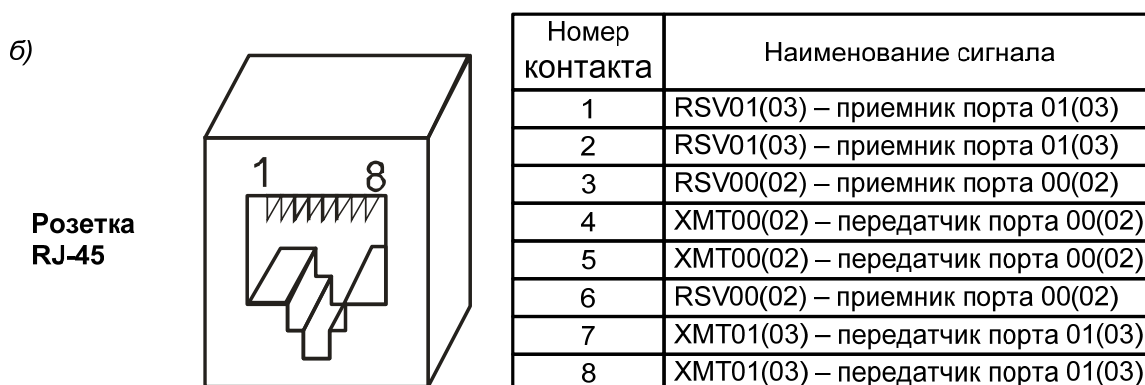 б)
Розетка
RJ-45
1 8
Номер контакта Наименование сигнала
1 RSV01(03) – приемник порта 01(03)
2 RSV01(03) – приемник порта 01(03)
3 RSV00(02) – приемник порта 00(02)
4 XMT00(02) – передатчик порта 00(02)
5 XMT00(02) – передатчик порта 00(02)
6 RSV00(02) – приемник порта 00(02)
7 XMT01(03) – передатчик порта 01(03)
8 XMT01(03) – передатчик порта 01(03)